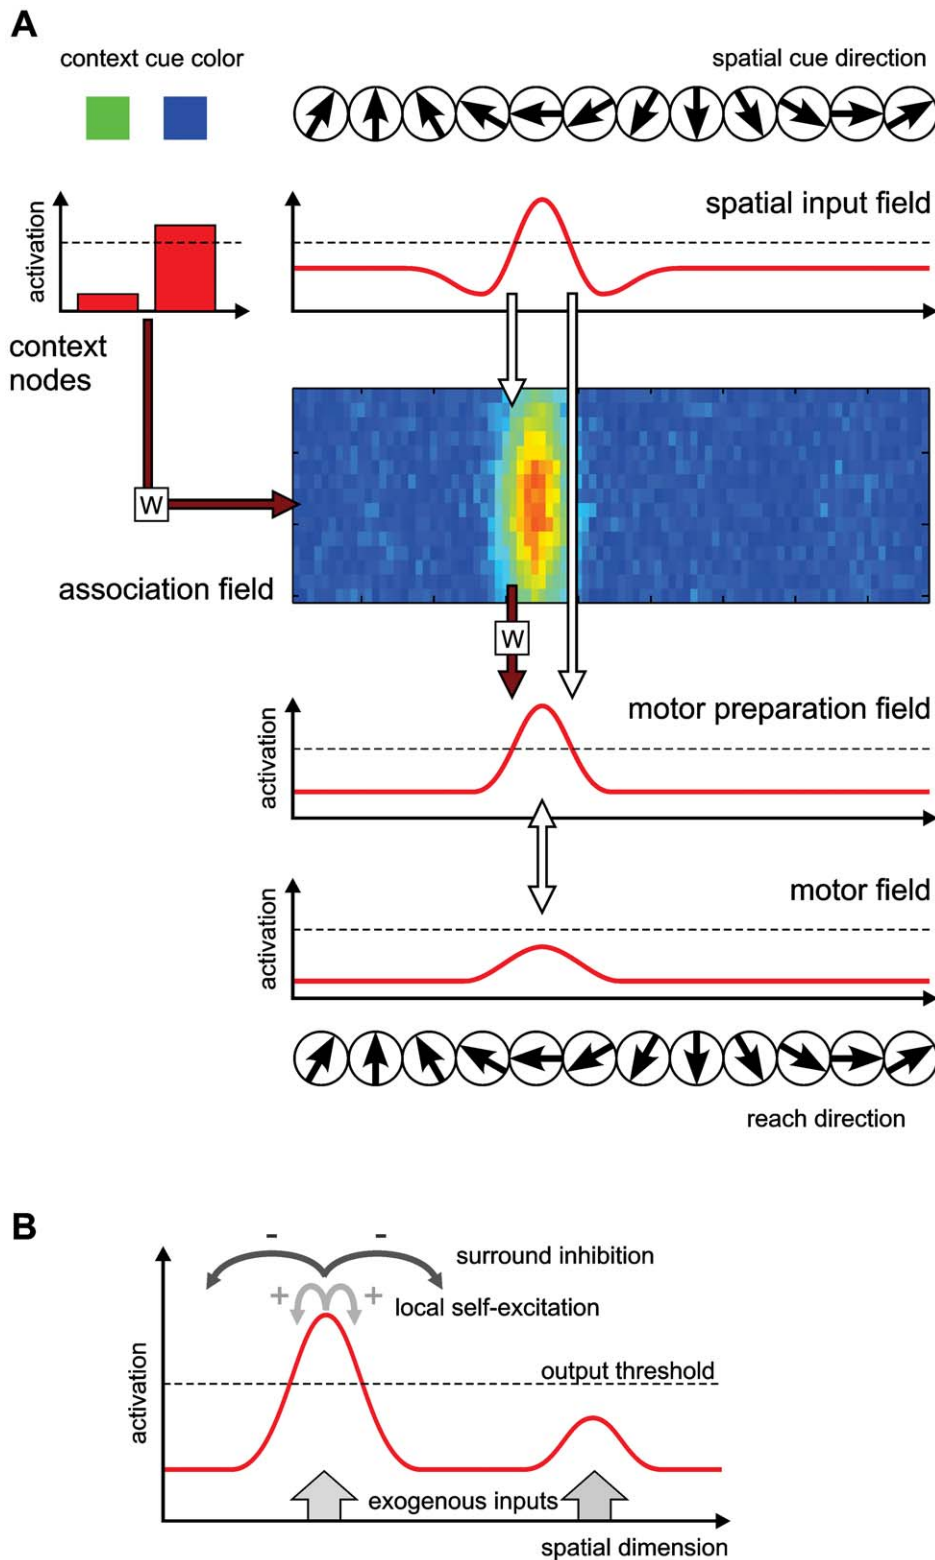 A
context cue color
spatial cue direction
activation
spatial input field
context
nodes
W
association field
W
activation
motor preparation field
activation
motor field
reach direction
B
- -
surround inhibition
+ +
local self-excitation
activation
output threshold
exogenous inputs
spatial dimension